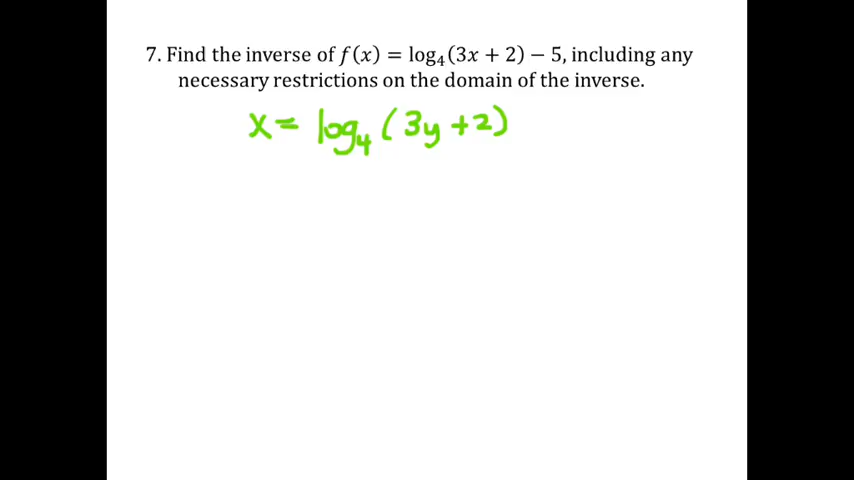 7. Find the inverse of f(x) = log₄(3x + 2) − 5, including any
necessary restrictions on the domain of the inverse.
x = log₄ (3y + 2)